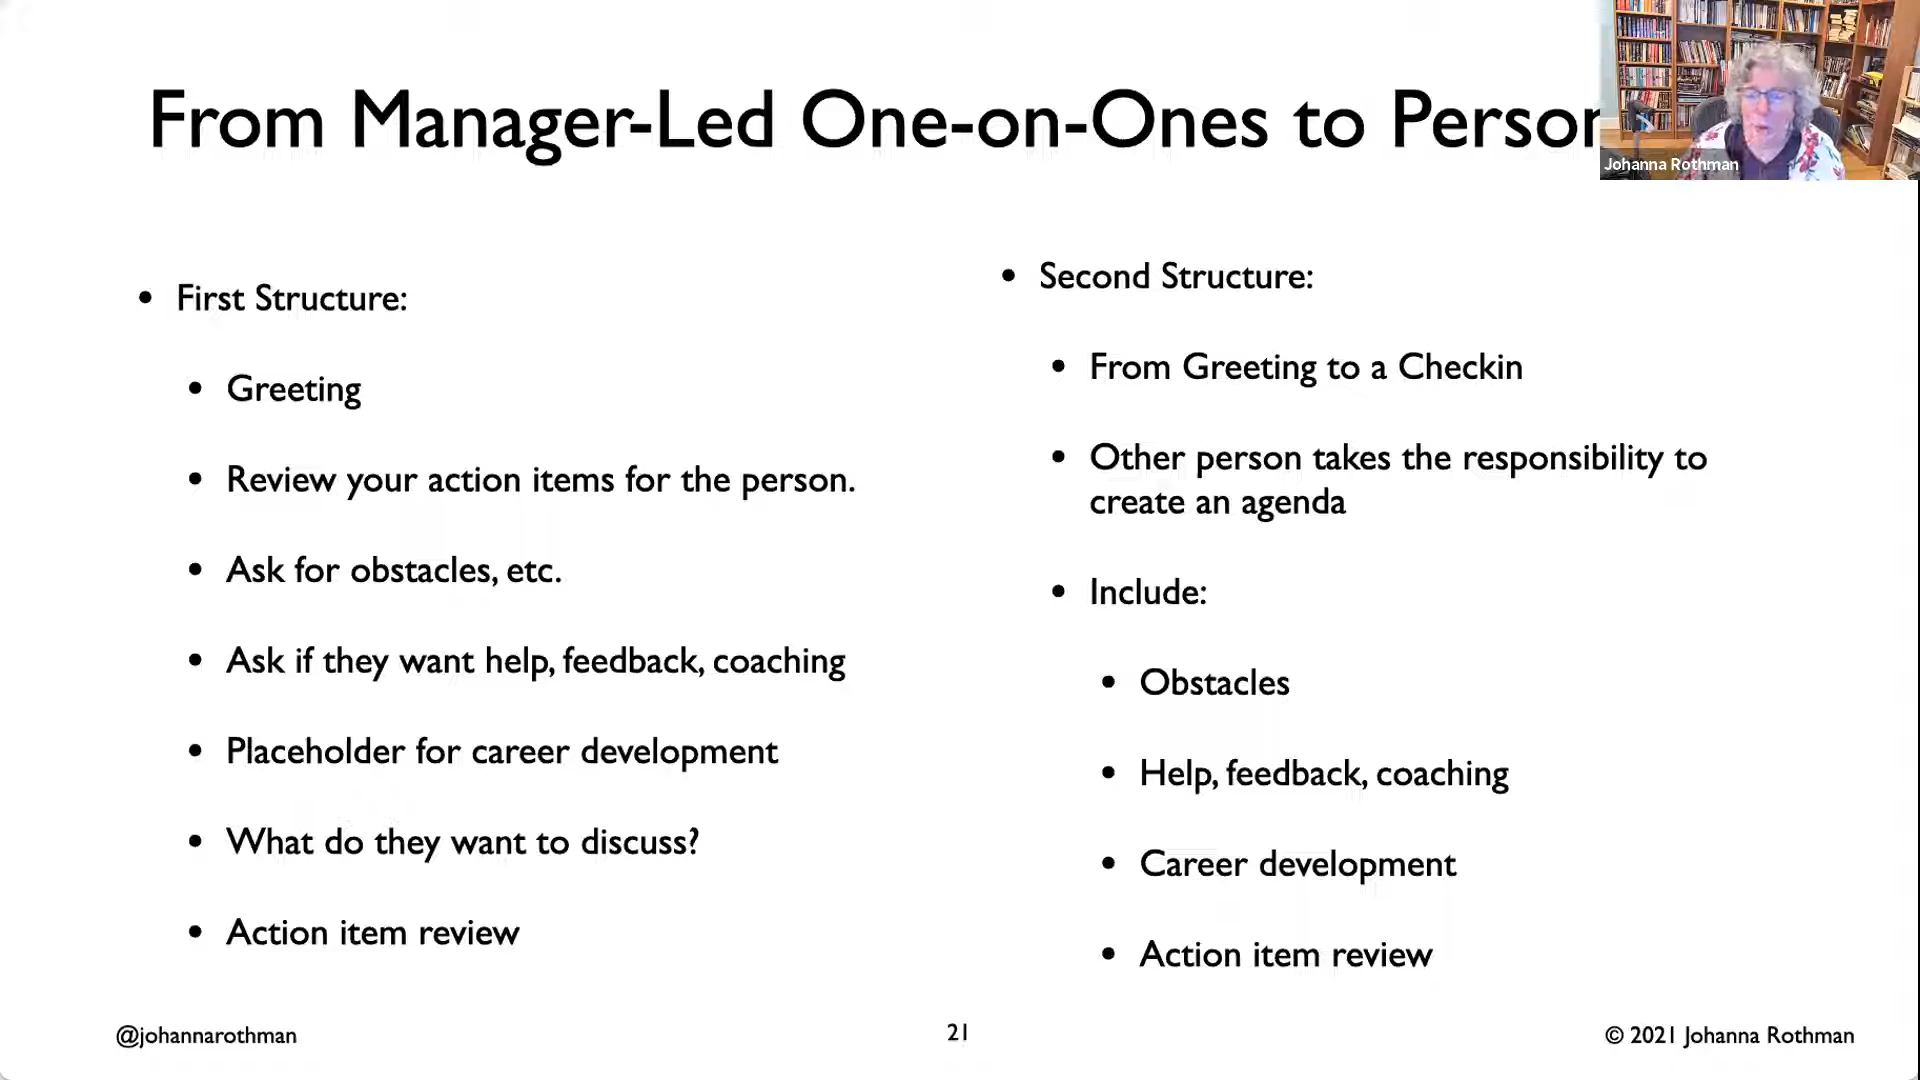 From Manager-Led One-on-Ones to
Johanna Rothman
First Structure:
Greeting
Review your action items for the person.
Ask for obstacles, etc.
Ask if they want help, feedback, coaching
Placeholder for career development
What do they want to discuss?
Action item review
Second Structure:
From Greeting to a Checkin
Other person takes the responsibility to
create an agenda
Include:
Obstacles
Help, feedback, coaching
Career development
Action item review
@johannarothman
21
© 2021 Johanna Rothman